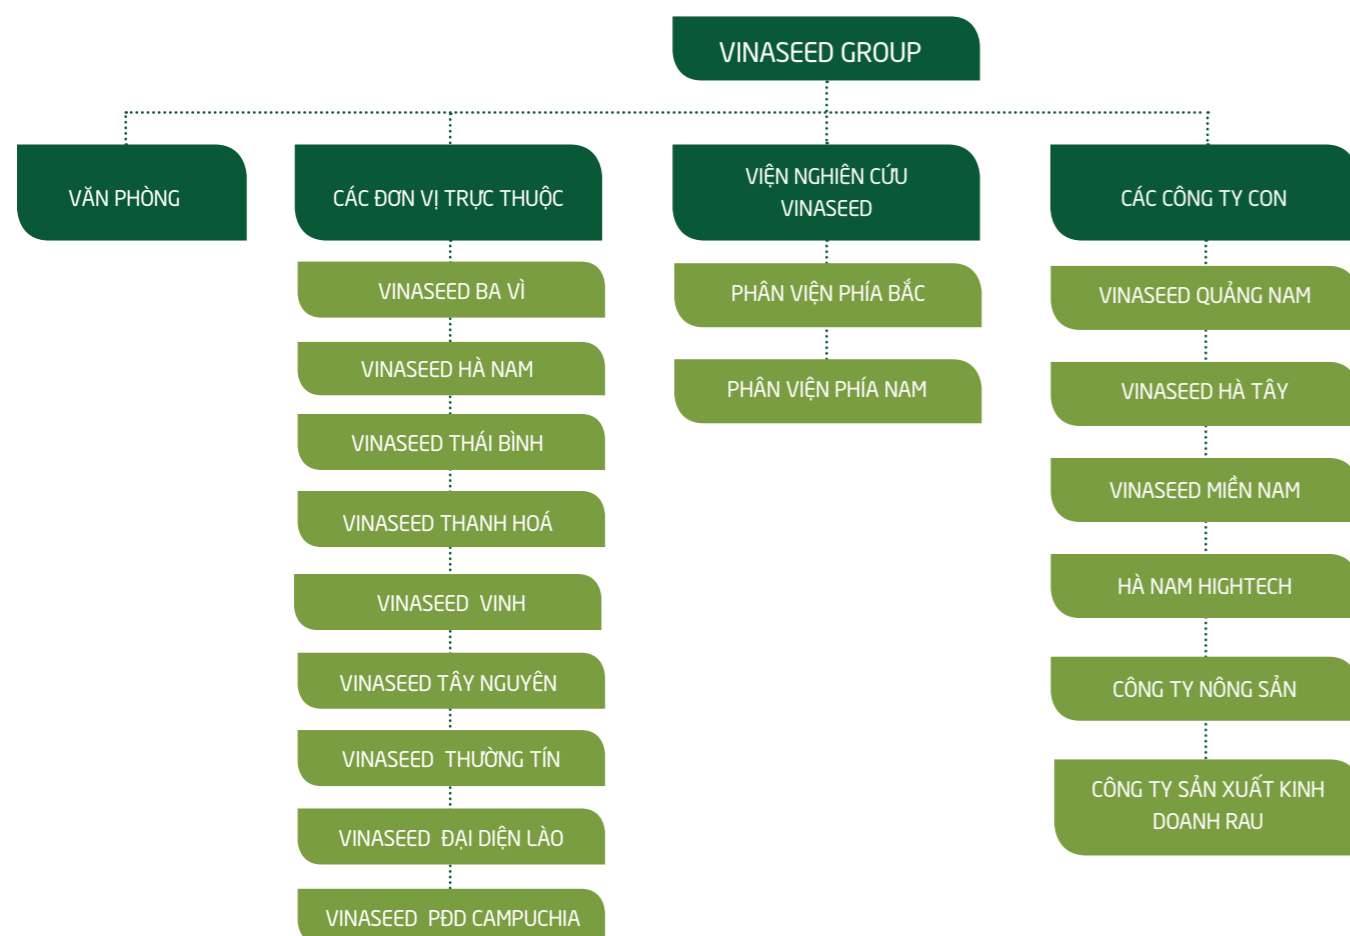 VINASEED GROUP
VĂN PHÒNG
CÁC ĐƠN VỊ TRỰC THUỘC
VINASEED BA VÌ
VINASEED HÀ NAM
VINASEED THÁI BÌNH
VINASEED THANH HOÁ
VINASEED VINH
VINASEED TÂY NGUYÊN
VINASEED THƯỜNG TÍN
VINASEED ĐẠI DIỆN LÀO
VINASEED PĐD CAMPUCHIA
VIỆN NGHIÊN CỨU
VINASEED
PHÂN VIỆN PHÍA BẮC
PHÂN VIỆN PHÍA NAM
CÁC CÔNG TY CON
VINASEED QUẢNG NAM
VINASEED HÀ TÂY
VINASEED MIỀN NAM
HÀ NAM HIGHTECH
CÔNG TY NÔNG SẢN
CÔNG TY SẢN XUẤT KINH
DOANH RAU